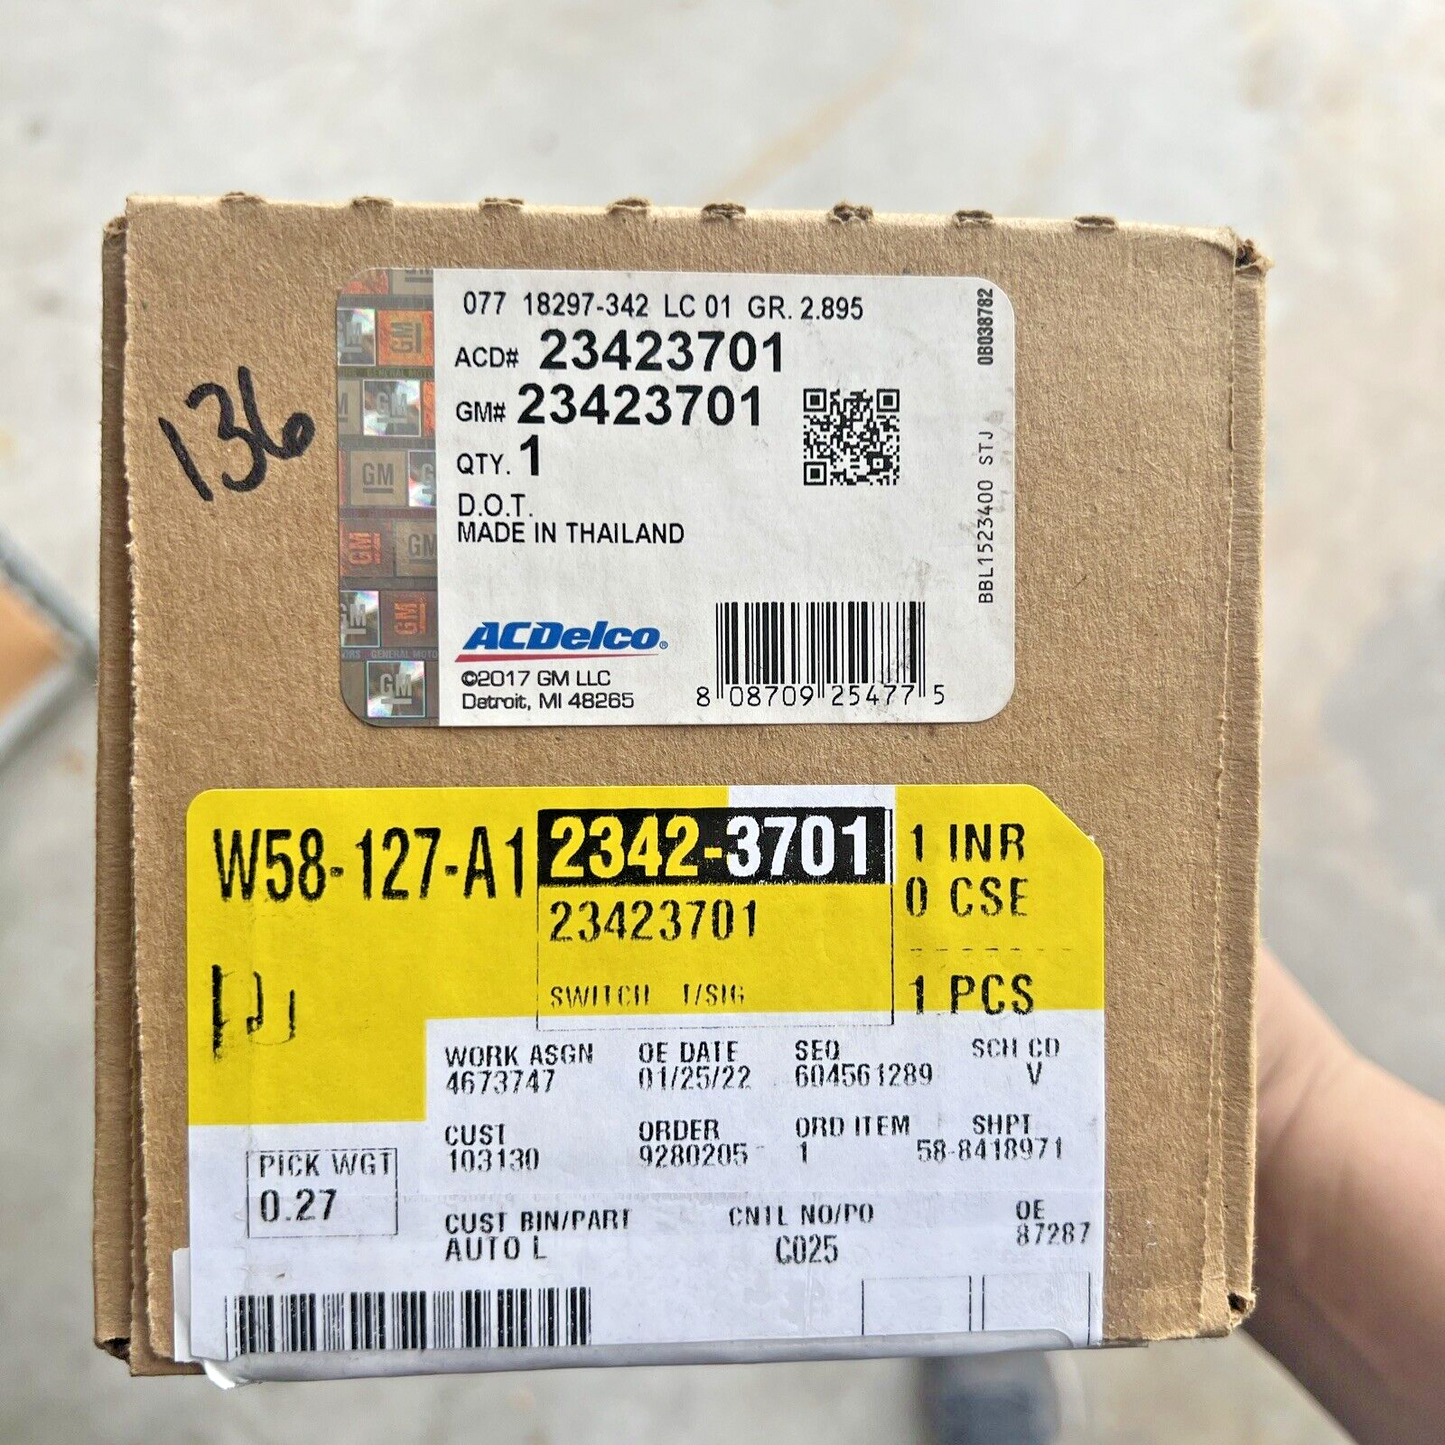 077 18297-342 LC 01 GR. 2.895
ACD# 23423701
GM# 23423701
QTY. 1
D.O.T.
MADE IN THAILAND
ACDelco®
©2017 GM LLC
Detroit, MI 48265
8 08709 25477 5
0B038782
BBL1523400 STJ
GM
GENERAL MOTO
136
W58-127-A1
2342-3701
1 INR
0 CSE
23423701
SWITCH T/SIG
1 PCS
WORK ASGN OE DATE SEQ SCH CD
4673747 01/25/22 604561289 V
CUST ORDER ORD ITEM SHPT
103130 9280205 1 58-8418971
PICK WGT
0.27
CUST BIN/PART CNTL NO/PO OE
AUTO L C025 87287